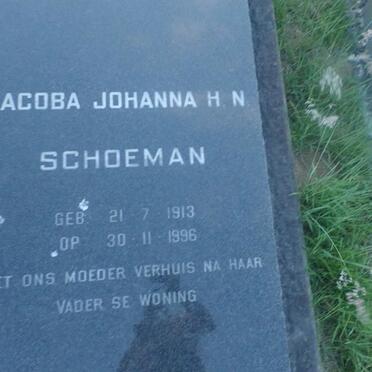 ACOBA JOHANNA H N
SCHOEMAN
GEB 21 7 1913
OP 30-11-1996
ET ONS MOEDER VERHUIS NA HAAR
VADER SE WONING